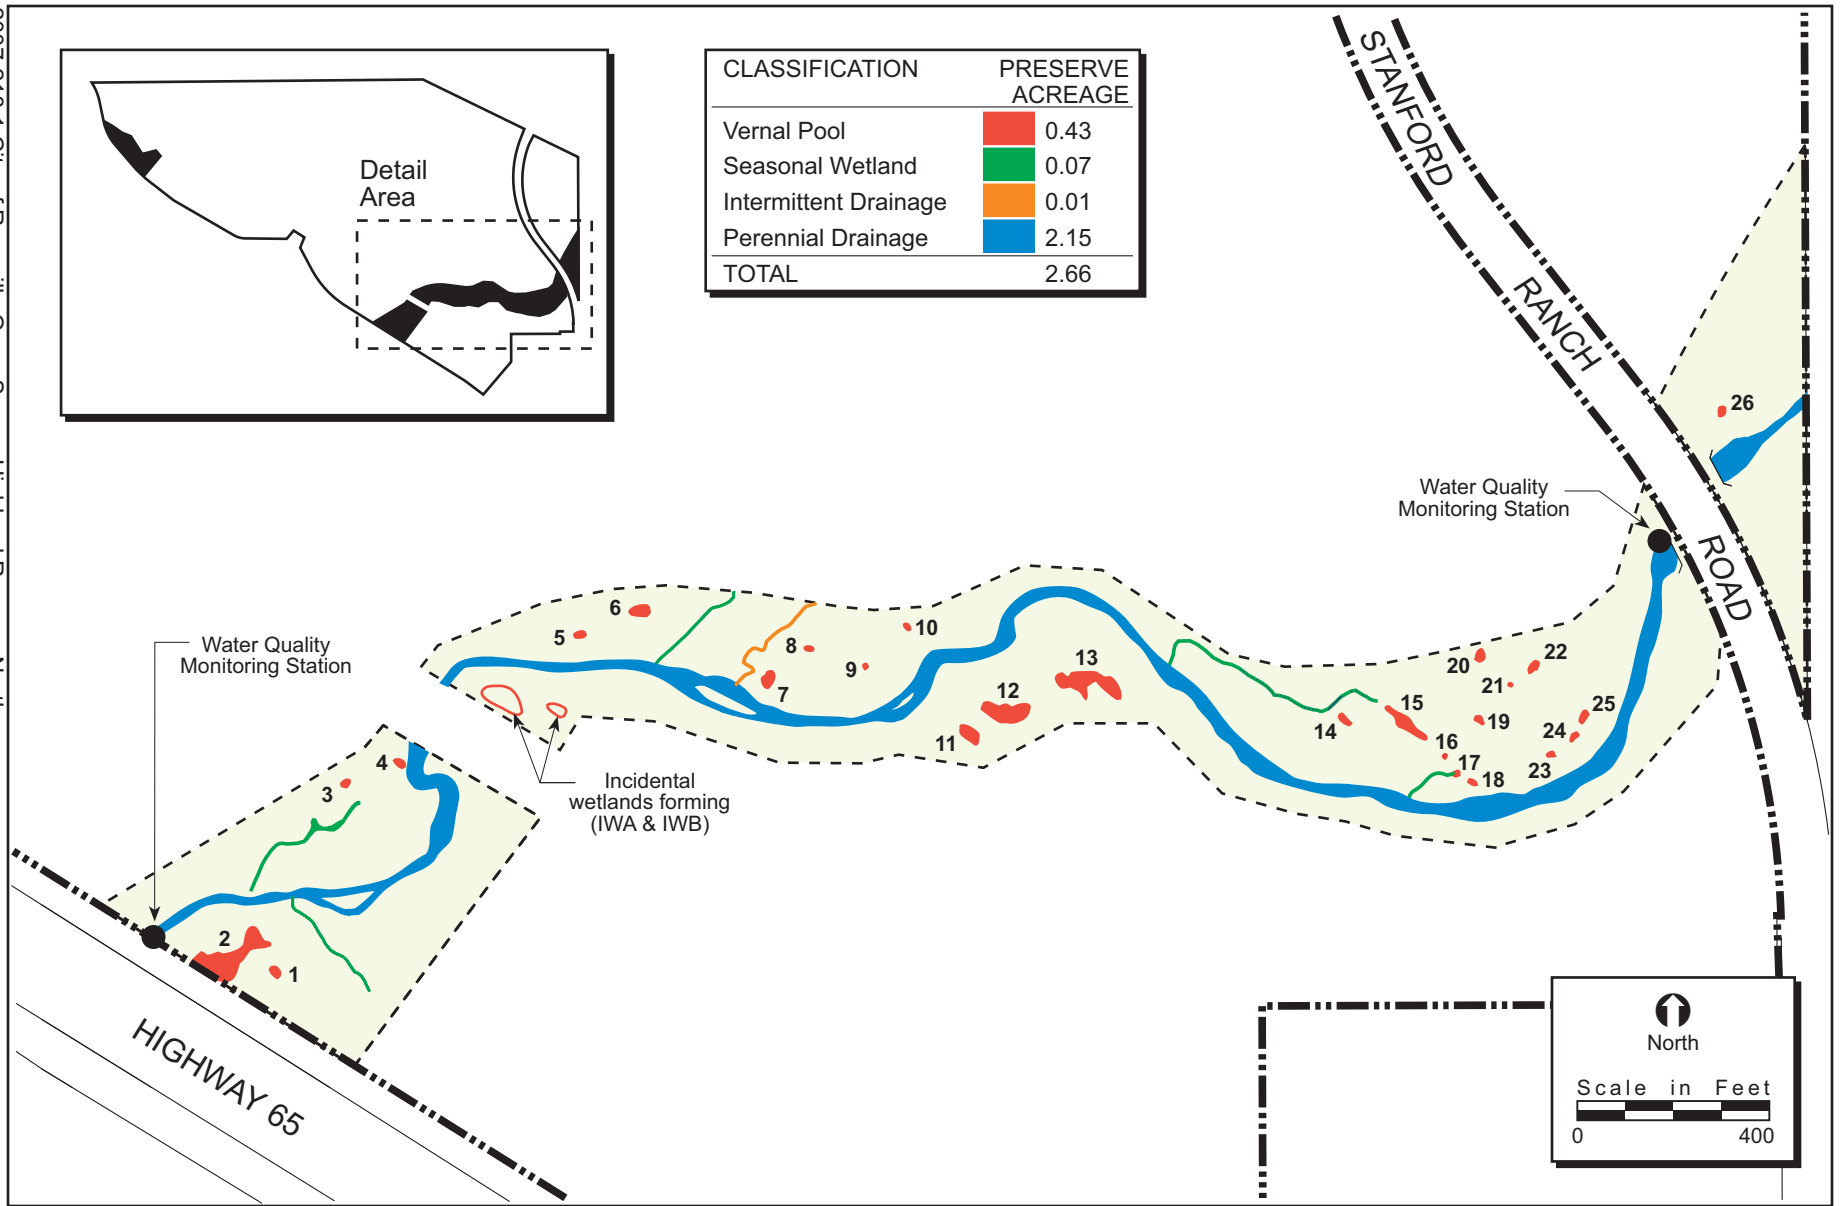 Detail
Area
CLASSIFICATION PRESERVE
ACREAGE
Vernal Pool 0.43
Seasonal Wetland 0.07
Intermittent Drainage 0.01
Perennial Drainage 2.15
TOTAL 2.66
STANFORD
RANCH
ROAD
26
Water Quality
Monitoring Station
6
5
8
10
9
7
13
12
11
20
22
21
15
14
19
25
24
16
17
18
23
Water Quality
Monitoring Station
4
3
Incidental
wetlands forming
(IWA & IWB)
2
1
HIGHWAY 65
North
Scale in Feet
0 400